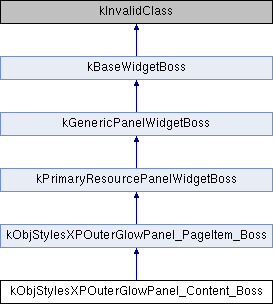 kInvalidClass
kBaseWidgetBoss
kGenericPanelWidgetBoss
kPrimaryResourcePanelWidgetBoss
kObjStylesXPOuterGlowPanel_PageItem_Boss
kObjStylesXPOuterGlowPanel_Content_Boss